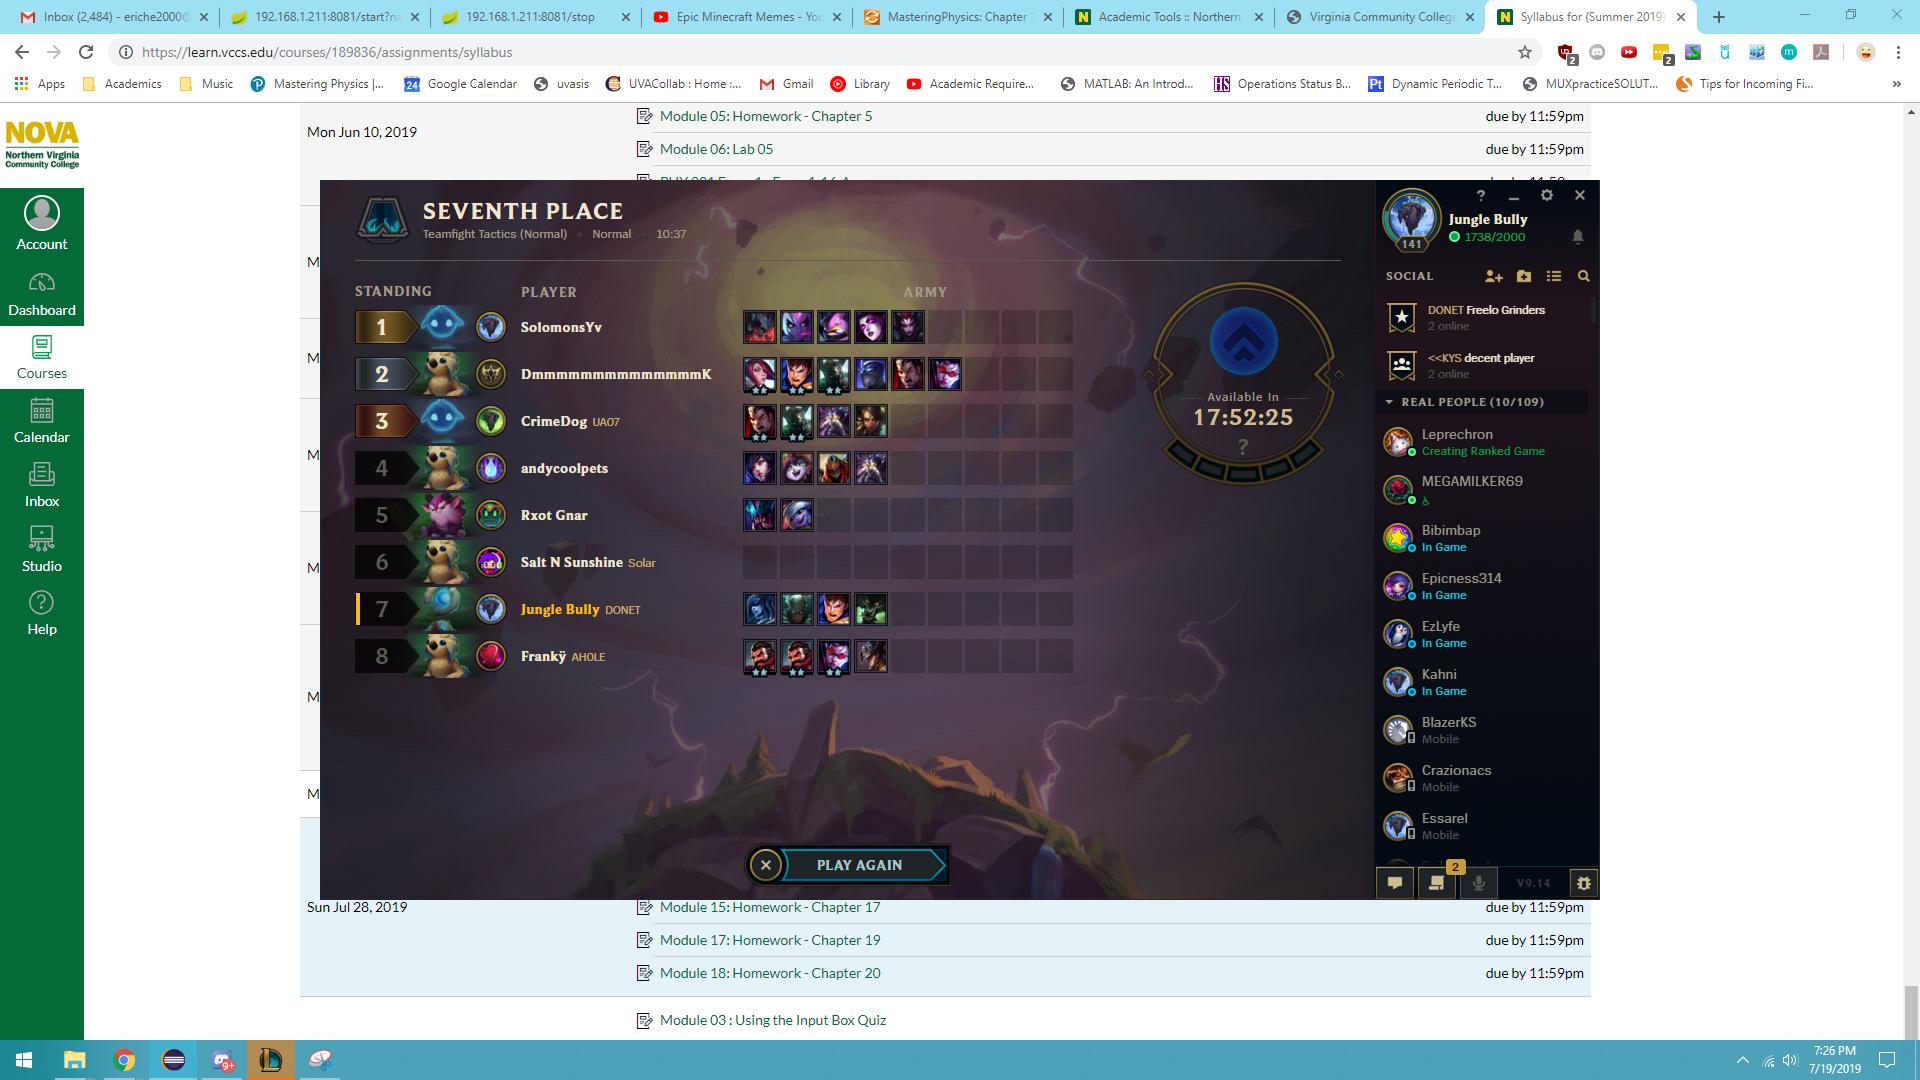 Inbox (2,484) - eriche2000@
192.168.1.211:8081/start?na
192.168.1.211:8081/stop
Epic Minecraft Memes - You
MasteringPhysics: Chapter
Academic Tools :: Northern
Virginia Community College
Syllabus for (Summer 2019)
https://learn.vccs.edu/courses/189836/assignments/syllabus
2
2
Apps
Academics
Music
Mastering Physics |...
24
Google Calendar
uvasis
UVACollab : Home :...
Gmail
Library
Academic Require...
MATLAB: An Introd...
HS
Operations Status B...
Pt
Dynamic Periodic T...
MUXpracticeSOLUT...
Tips for Incoming Fi...
NOVA
Northern Virginia
Community College
Account
Dashboard
Courses
Calendar
Inbox
Studio
Help
Mon Jun 10, 2019
Module 05: Homework - Chapter 5
due by 11:59pm
Module 06: Lab 05
due by 11:59pm
M
M
M
M
M
M
SEVENTH PLACE
Teamfight Tactics (Normal)
Normal
10:37
STANDING
PLAYER
ARMY
1
SolomonsYv
2
DmmmmmmmmmmmmmmK
3
CrimeDog UA07
4
andycoolpets
5
Rxot Gnar
6
Salt N Sunshine Solar
7
Jungle Bully DONET
8
Frankÿ AHOLE
Available In
17:52:25
?
PLAY AGAIN
?
Jungle Bully
1738/2000
141
SOCIAL
DONET Freelo Grinders
2 online
<<KYS decent player
2 online
REAL PEOPLE (10/109)
Leprechron
Creating Ranked Game
MEGAMILKER69
Bibimbap
In Game
Epicness314
In Game
EzLyfe
In Game
Kahni
In Game
BlazerKS
Mobile
Crazionacs
Mobile
Essarel
Mobile
2
V9.14
Sun Jul 28, 2019
Module 15: Homework - Chapter 17
due by 11:59pm
Module 17: Homework - Chapter 19
due by 11:59pm
Module 18: Homework - Chapter 20
due by 11:59pm
Module 03 : Using the Input Box Quiz
9+
7:26 PM
7/19/2019